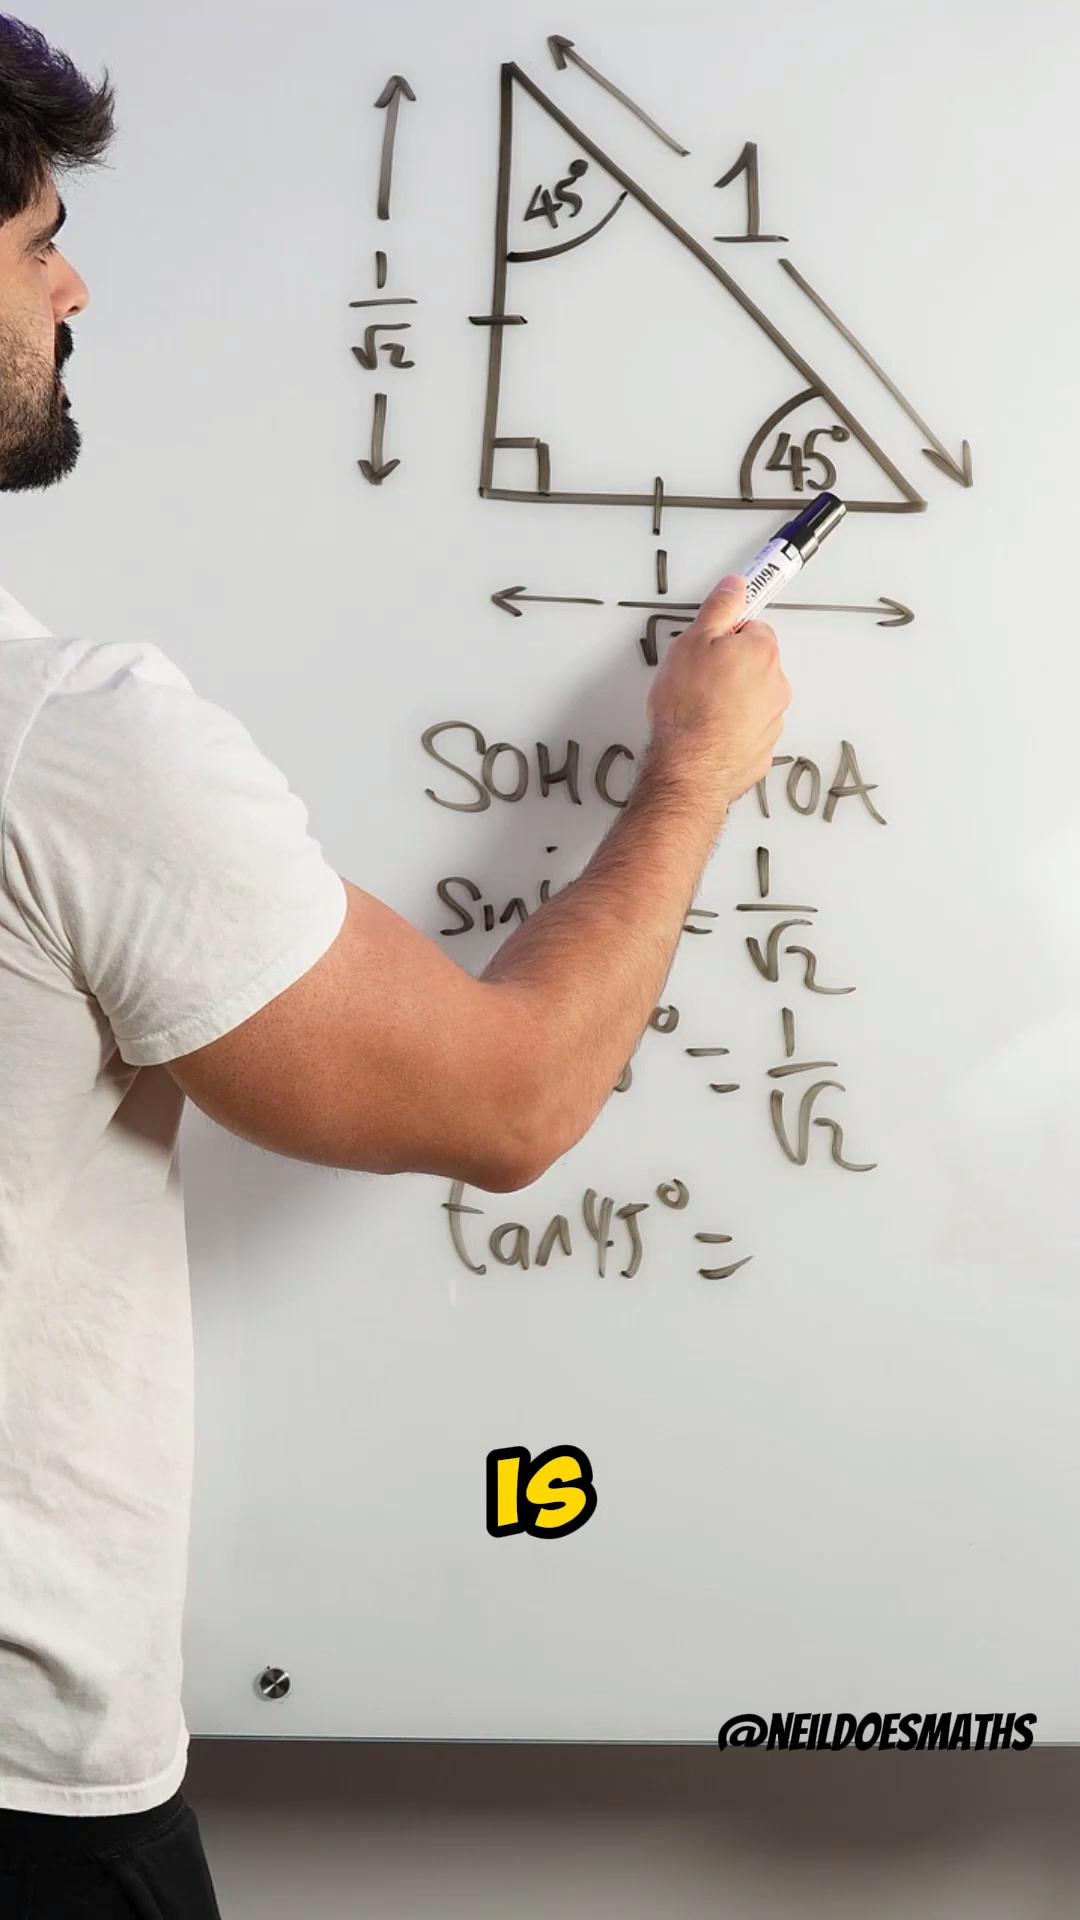 45°
1
1
√2
45°
1
SOHC TOA
sin = 1
√2
° = 1
√2
tan45° =
IS
@NEILDOESMATHS